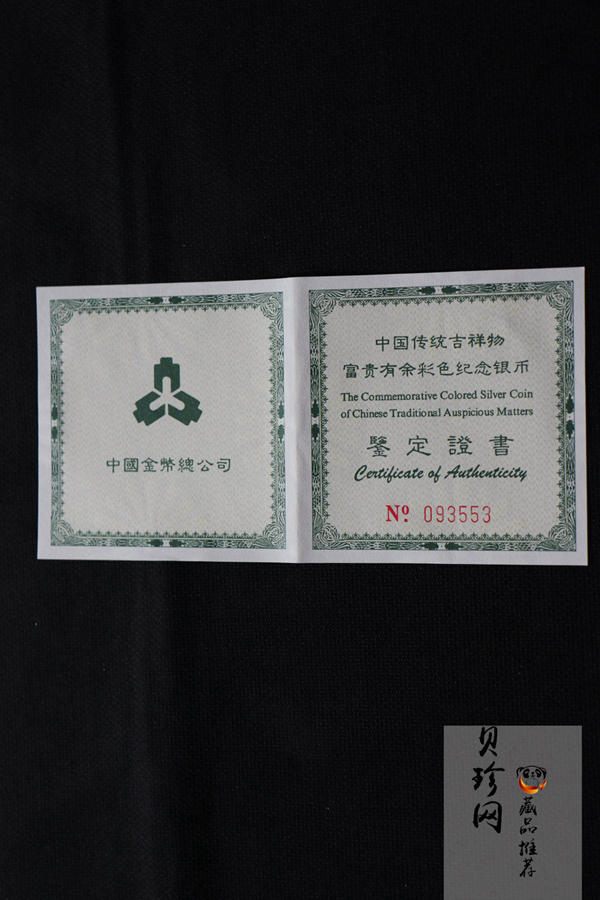 中國金幣總公司
中国传统吉祥物
富贵有余彩色纪念银币
The Commemorative Colored Silver Coin
of Chinese Traditional Auspicious Matters
鑒定證書
Certificate of Authenticity
Nº 093553
贝珍网
藏品推荐